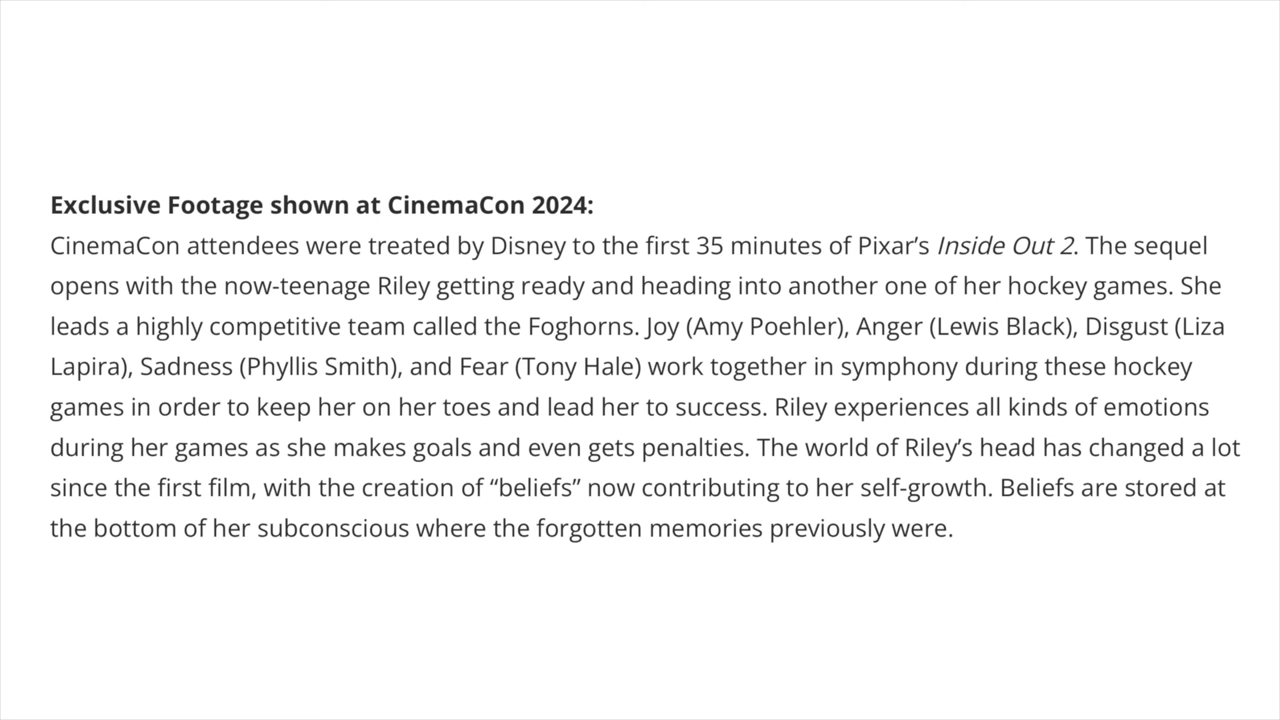 Exclusive Footage shown at CinemaCon 2024:
CinemaCon attendees were treated by Disney to the first 35 minutes of Pixar’s Inside Out 2. The sequel
opens with the now-teenage Riley getting ready and heading into another one of her hockey games. She
leads a highly competitive team called the Foghorns. Joy (Amy Poehler), Anger (Lewis Black), Disgust (Liza
Lapira), Sadness (Phyllis Smith), and Fear (Tony Hale) work together in symphony during these hockey
games in order to keep her on her toes and lead her to success. Riley experiences all kinds of emotions
during her games as she makes goals and even gets penalties. The world of Riley’s head has changed a lot
since the first film, with the creation of “beliefs” now contributing to her self-growth. Beliefs are stored at
the bottom of her subconscious where the forgotten memories previously were.